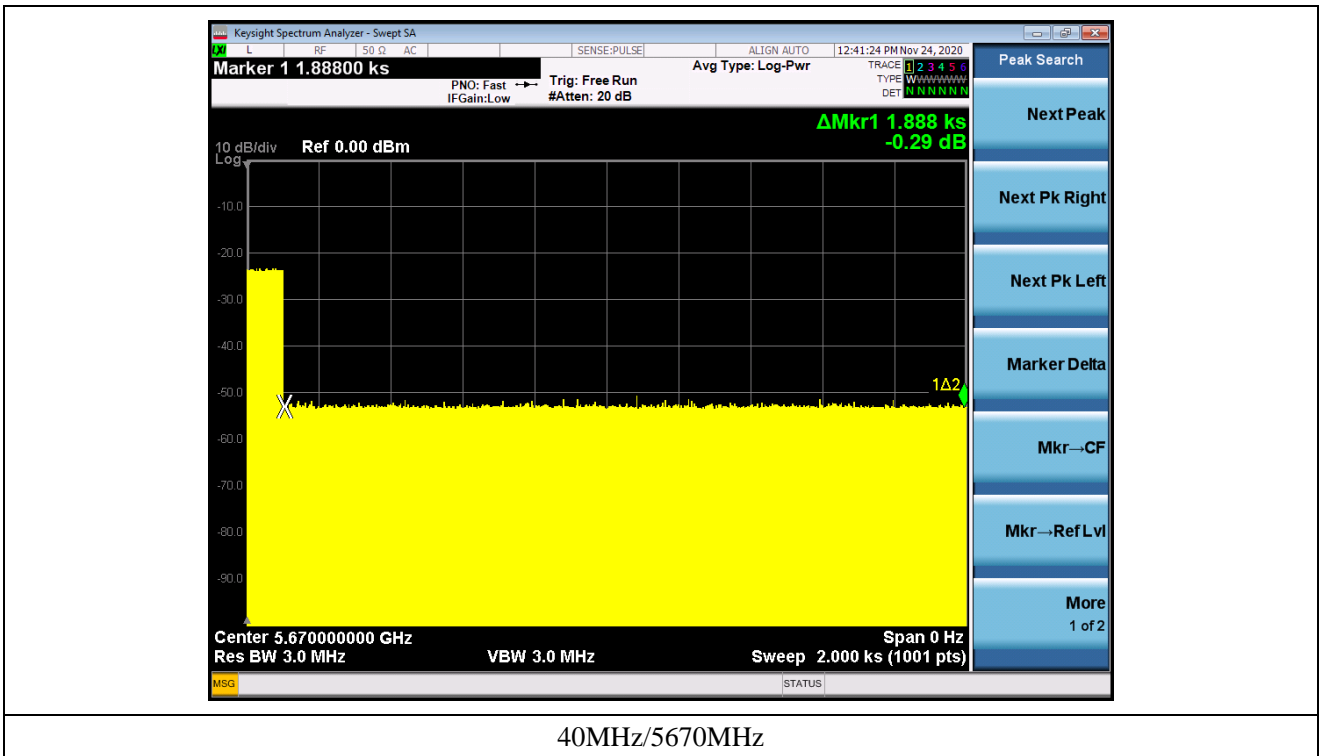 Keysight Spectrum Analyzer - Swept SA
LXI L RF 50 Ω AC SENSE:PULSE ALIGN AUTO 12:41:24 PM Nov 24, 2020
Marker 1 1.88800 ks
PNO: Fast
IFGain:Low
Trig: Free Run
#Atten: 20 dB
Avg Type: Log-Pwr
TRACE 1 2 3 4 5 6
TYPE WWWWWW
DET N N N N N N
ΔMkr1 1.888 ks
-0.29 dB
10 dB/div Ref 0.00 dBm
Log
-10.0
-20.0
-30.0
-40.0
-50.0
-60.0
-70.0
-80.0
-90.0
1Δ2
Center 5.670000000 GHz Span 0 Hz
Res BW 3.0 MHz VBW 3.0 MHz Sweep 2.000 ks (1001 pts)
MSG STATUS
Peak Search
Next Peak
Next Pk Right
Next Pk Left
Marker Delta
Mkr→CF
Mkr→Ref Lvl
More
1 of 2
40MHz/5670MHz